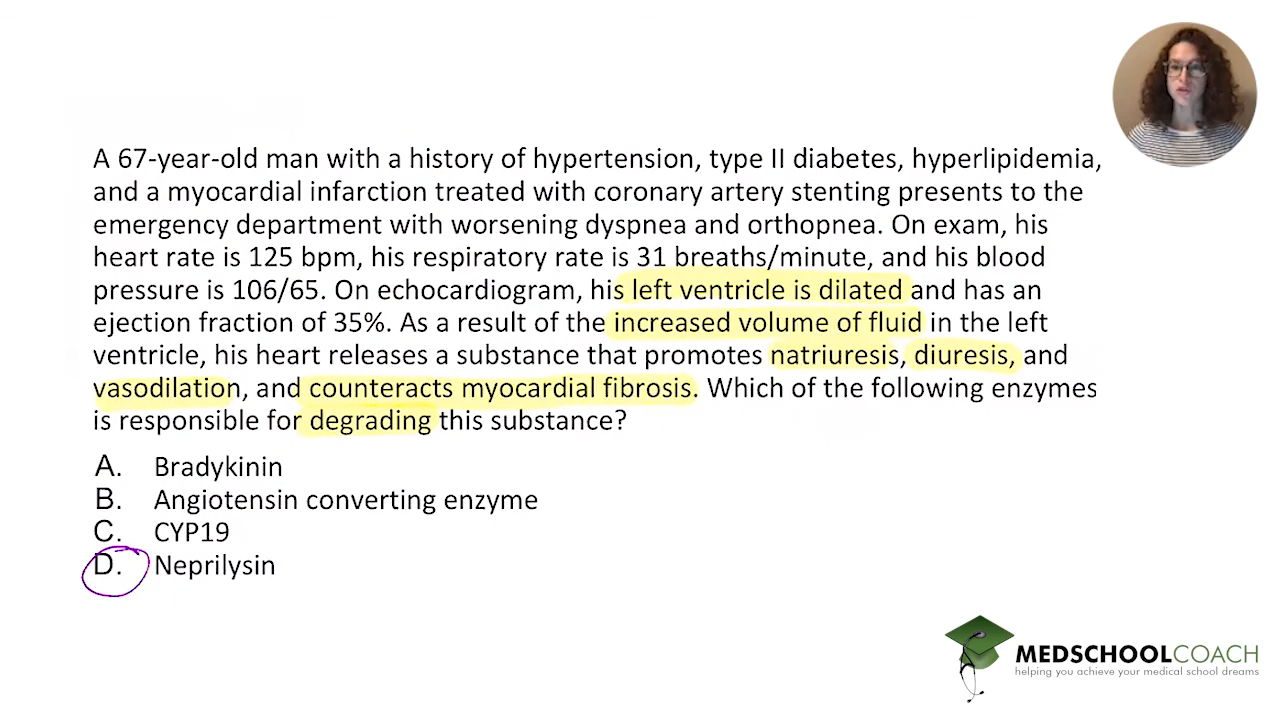 A 67-year-old man with a history of hypertension, type II diabetes, hyperlipidemia,
and a myocardial infarction treated with coronary artery stenting presents to the
emergency department with worsening dyspnea and orthopnea. On exam, his
heart rate is 125 bpm, his respiratory rate is 31 breaths/minute, and his blood
pressure is 106/65. On echocardiogram, his left ventricle is dilated and has an
ejection fraction of 35%. As a result of the increased volume of fluid in the left
ventricle, his heart releases a substance that promotes natriuresis, diuresis, and
vasodilation, and counteracts myocardial fibrosis. Which of the following enzymes
is responsible for degrading this substance?
A. Bradykinin
B. Angiotensin converting enzyme
C. CYP19
D. Neprilysin
MEDSCHOOLCOACH
helping you achieve your medical school dreams